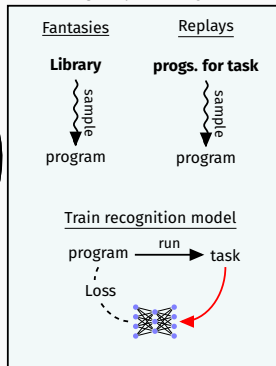 Fantasies Replays
Library progs. for task
sample sample
program program
Train recognition model
run
program task
Loss